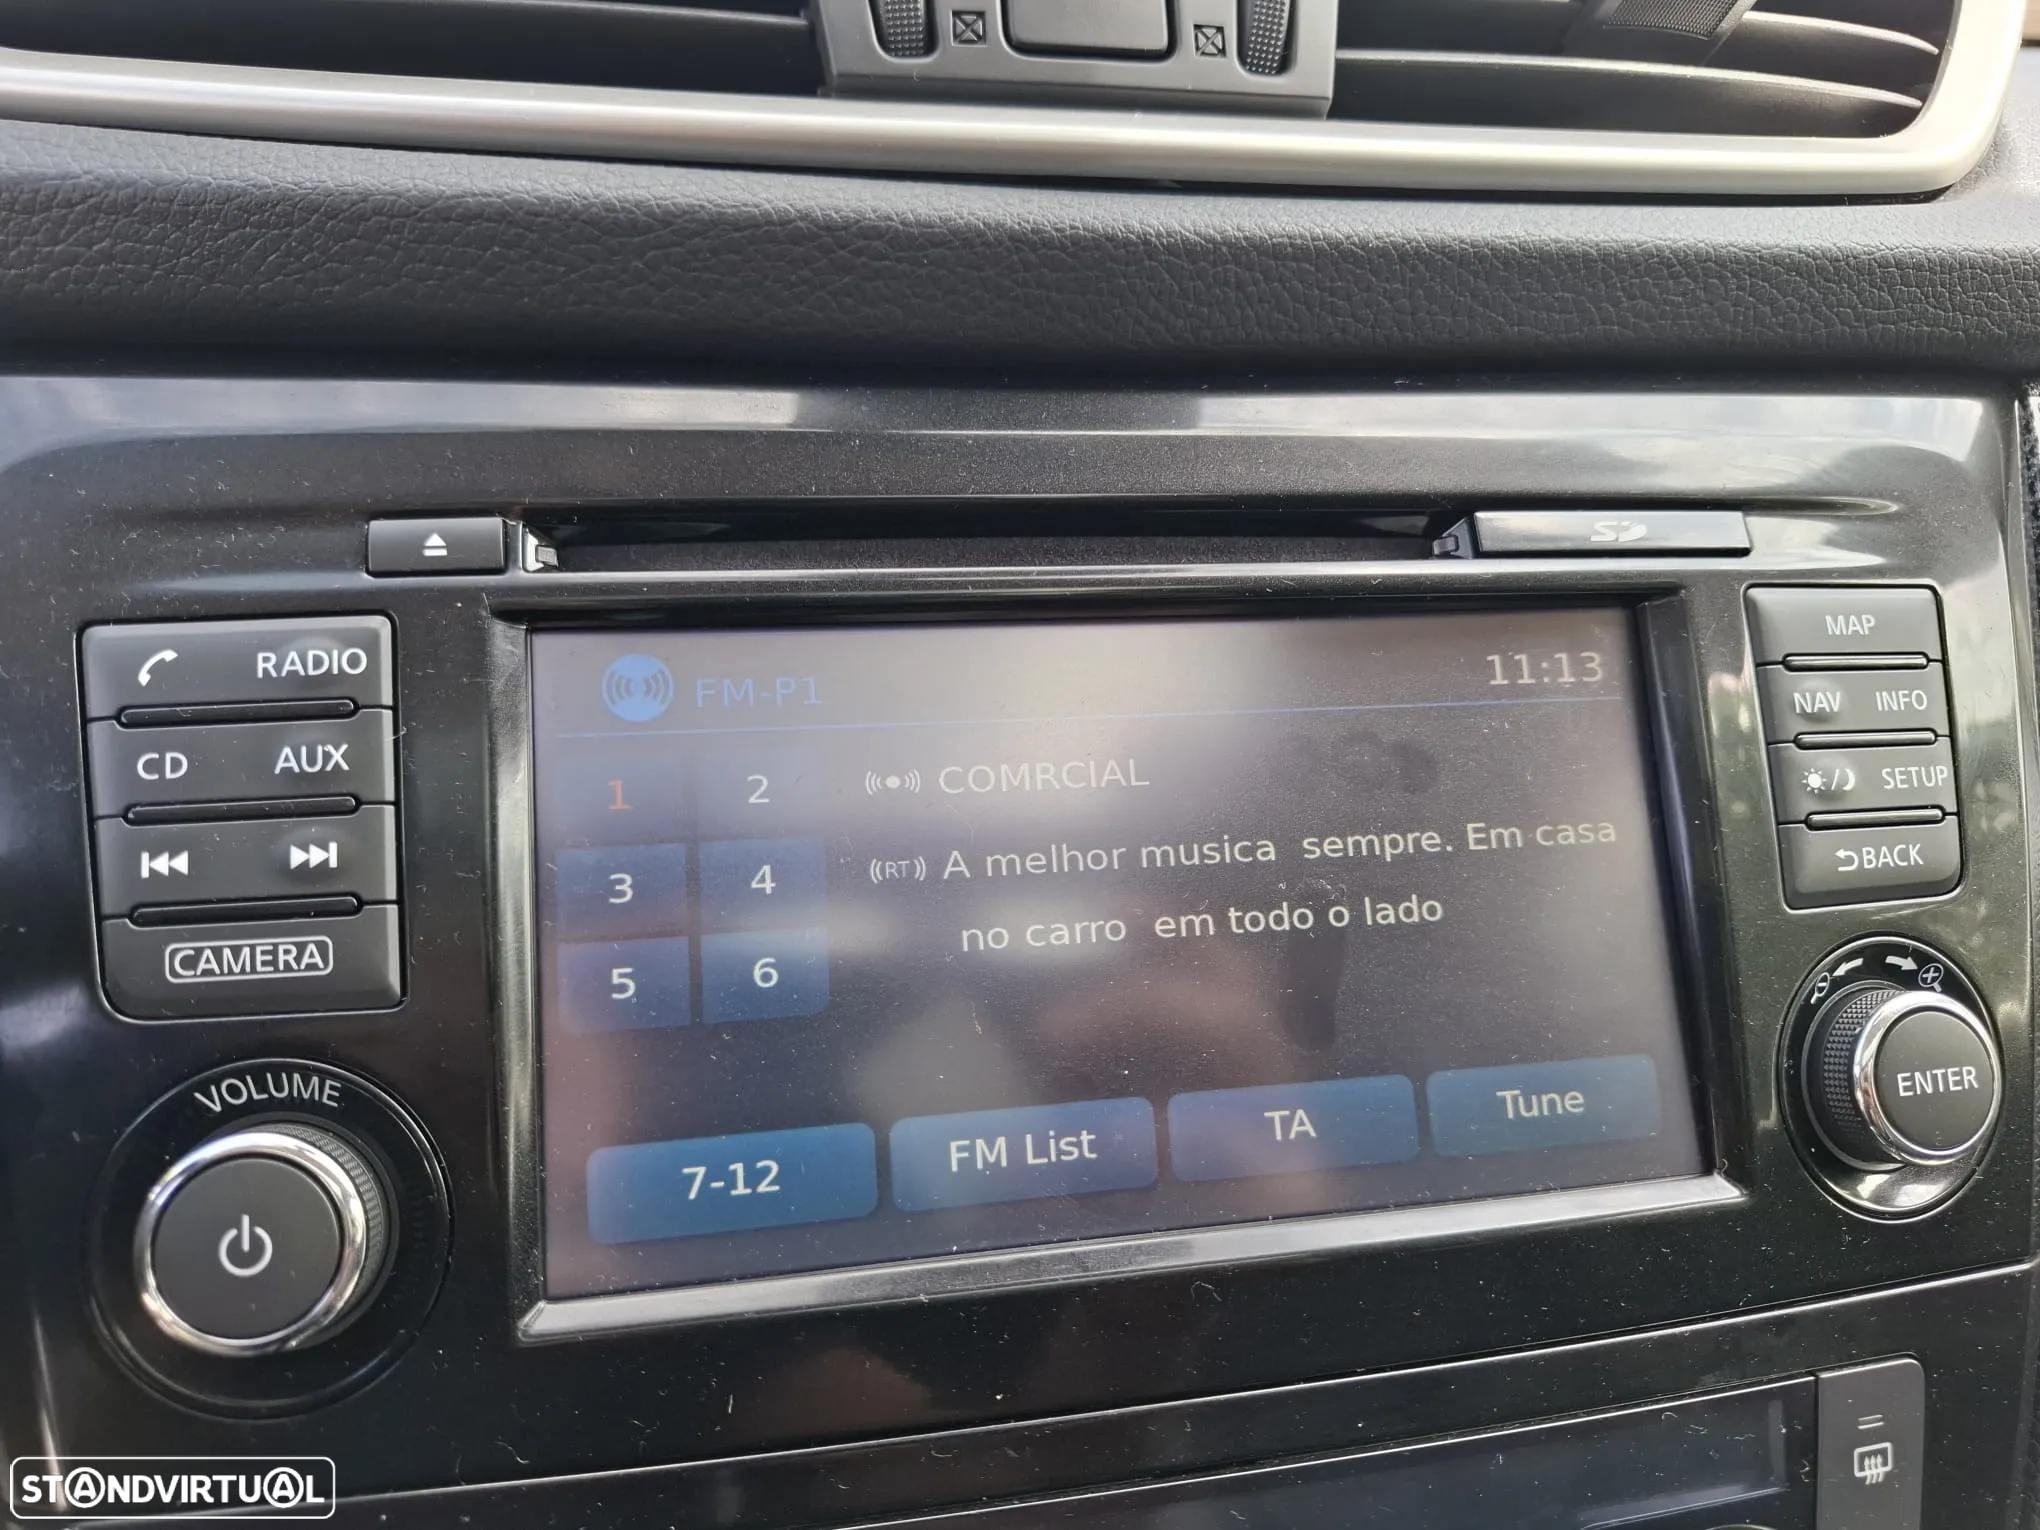 SD
RADIO
CD AUX
CAMERA
VOLUME
FM-P1
11:13
1 2
3 4
5 6
COMRCIAL
((RT)) A melhor musica sempre. Em casa
no carro em todo o lado
7-12
FM List
TA
Tune
MAP
NAV INFO
SETUP
BACK
ENTER
STANDVIRTUAL